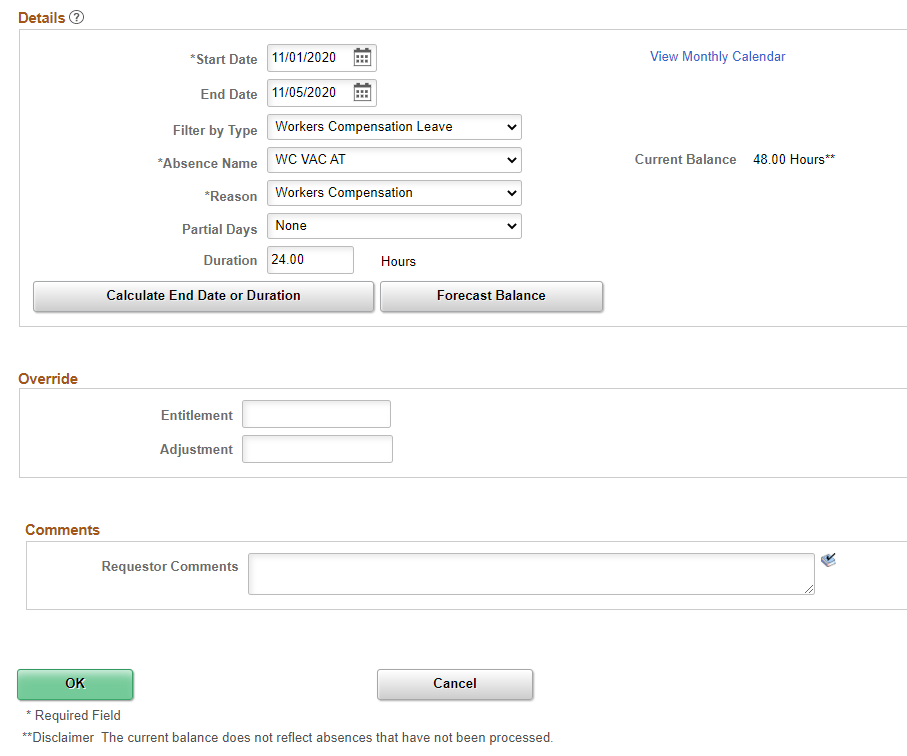 Details ?
*Start Date 11/01/2020 View Monthly Calendar
End Date 11/05/2020
Filter by Type Workers Compensation Leave
*Absence Name WC VAC AT Current Balance 48.00 Hours**
*Reason Workers Compensation
Partial Days None
Duration 24.00 Hours
Calculate End Date or Duration Forecast Balance
Override
Entitlement
Adjustment
Comments
Requestor Comments
OK Cancel
* Required Field
**Disclaimer The current balance does not reflect absences that have not been processed.